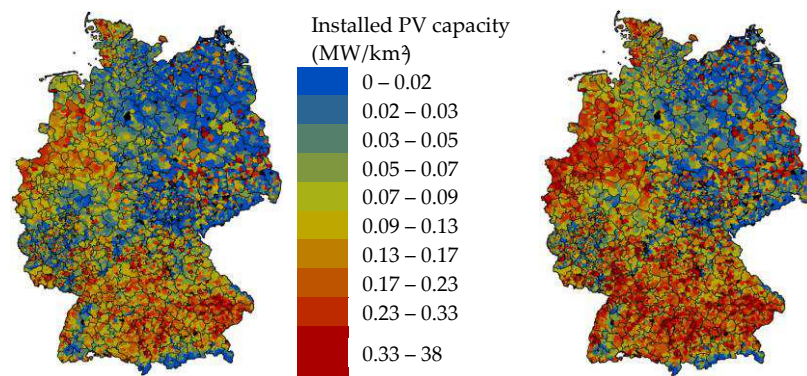 Installed PV capacity
(MW/km²)
0 – 0.02
0.02 – 0.03
0.03 – 0.05
0.05 – 0.07
0.07 – 0.09
0.09 – 0.13
0.13 – 0.17
0.17 – 0.23
0.23 – 0.33
0.33 – 38